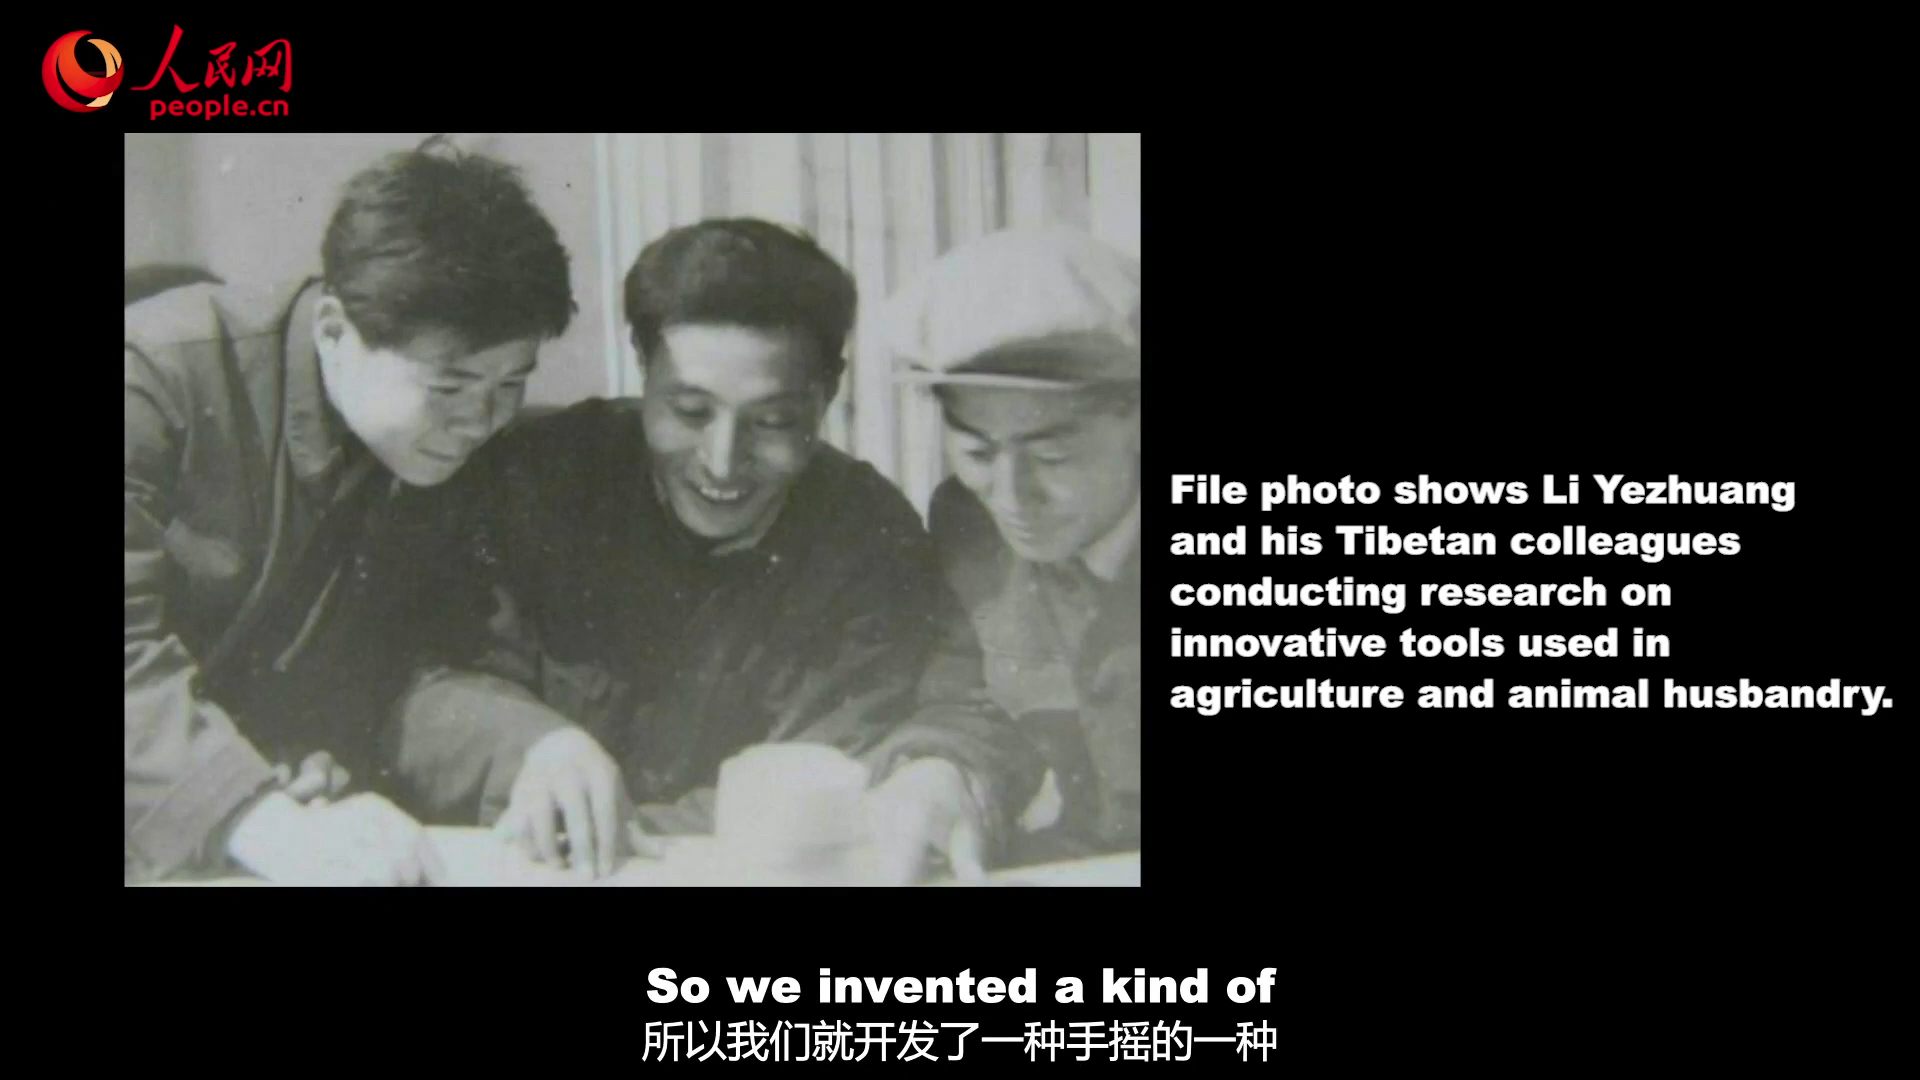 人民网
people.cn
File photo shows Li Yezhuang
and his Tibetan colleagues
conducting research on
innovative tools used in
agriculture and animal husbandry.
So we invented a kind of
所以我们就开发了一种手摇的一种